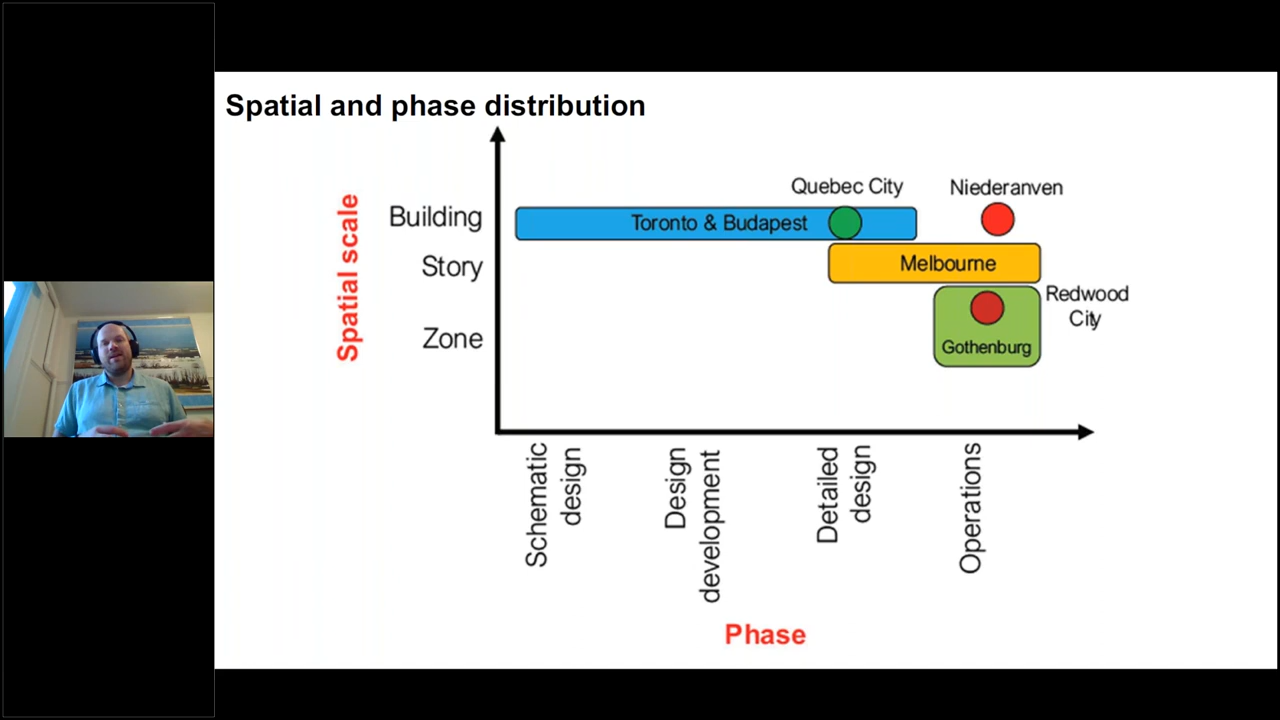 Spatial and phase distribution
Quebec City
Niederanven
Building
Toronto & Budapest
Story
Melbourne
Redwood
City
Zone
Gothenburg
Spatial scale
Schematic
design
Design
development
Detailed
design
Operations
Phase